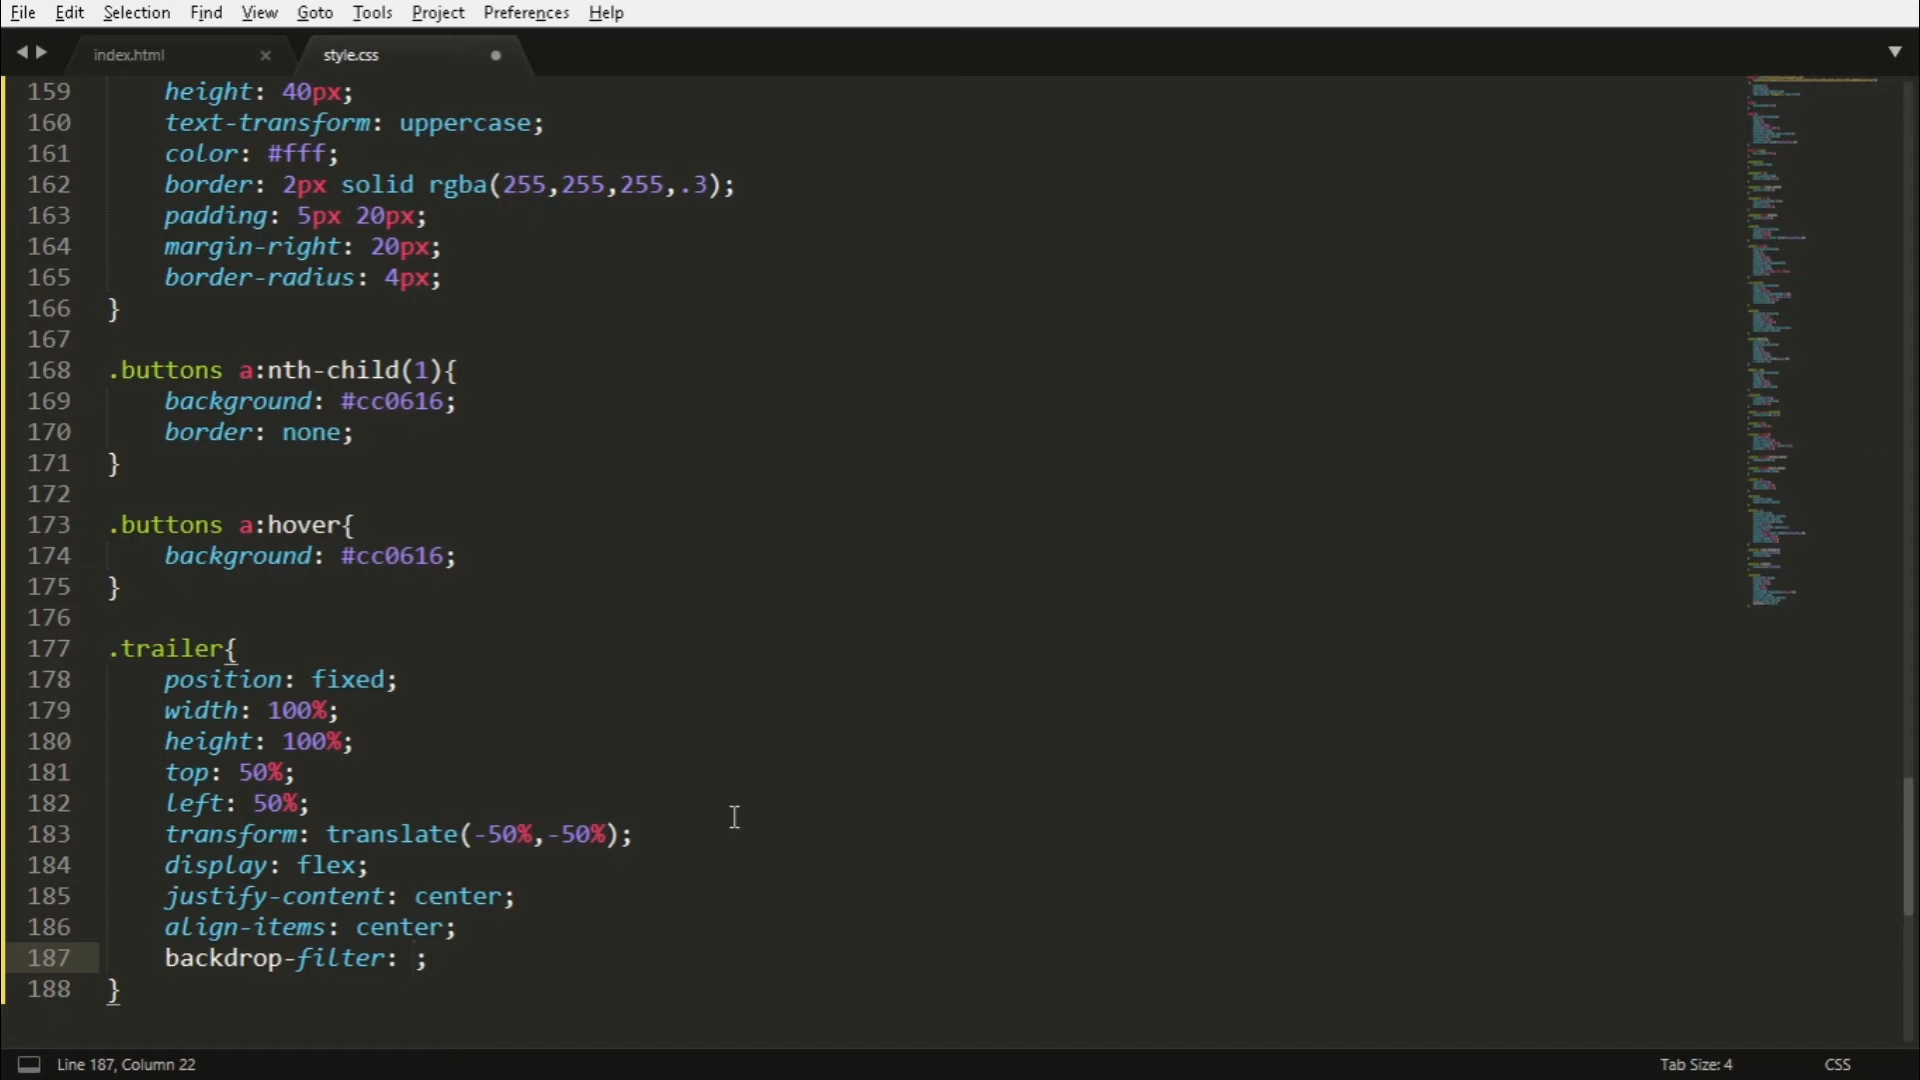 File Edit Selection Find View Goto Tools Project Preferences Help
index.html × style.css
159 height: 40px;
160 text-transform: uppercase;
161 color: #fff;
162 border: 2px solid rgba(255,255,255,.3);
163 padding: 5px 20px;
164 margin-right: 20px;
165 border-radius: 4px;
166 }
167
168 .buttons a:nth-child(1){
169 background: #cc0616;
170 border: none;
171 }
172
173 .buttons a:hover{
174 background: #cc0616;
175 }
176
177 .trailer{
178 position: fixed;
179 width: 100%;
180 height: 100%;
181 top: 50%;
182 left: 50%;
183 transform: translate(-50%,-50%);
184 display: flex;
185 justify-content: center;
186 align-items: center;
187 backdrop-filter: ;
188 }
Line 187, Column 22 Tab Size: 4 CSS